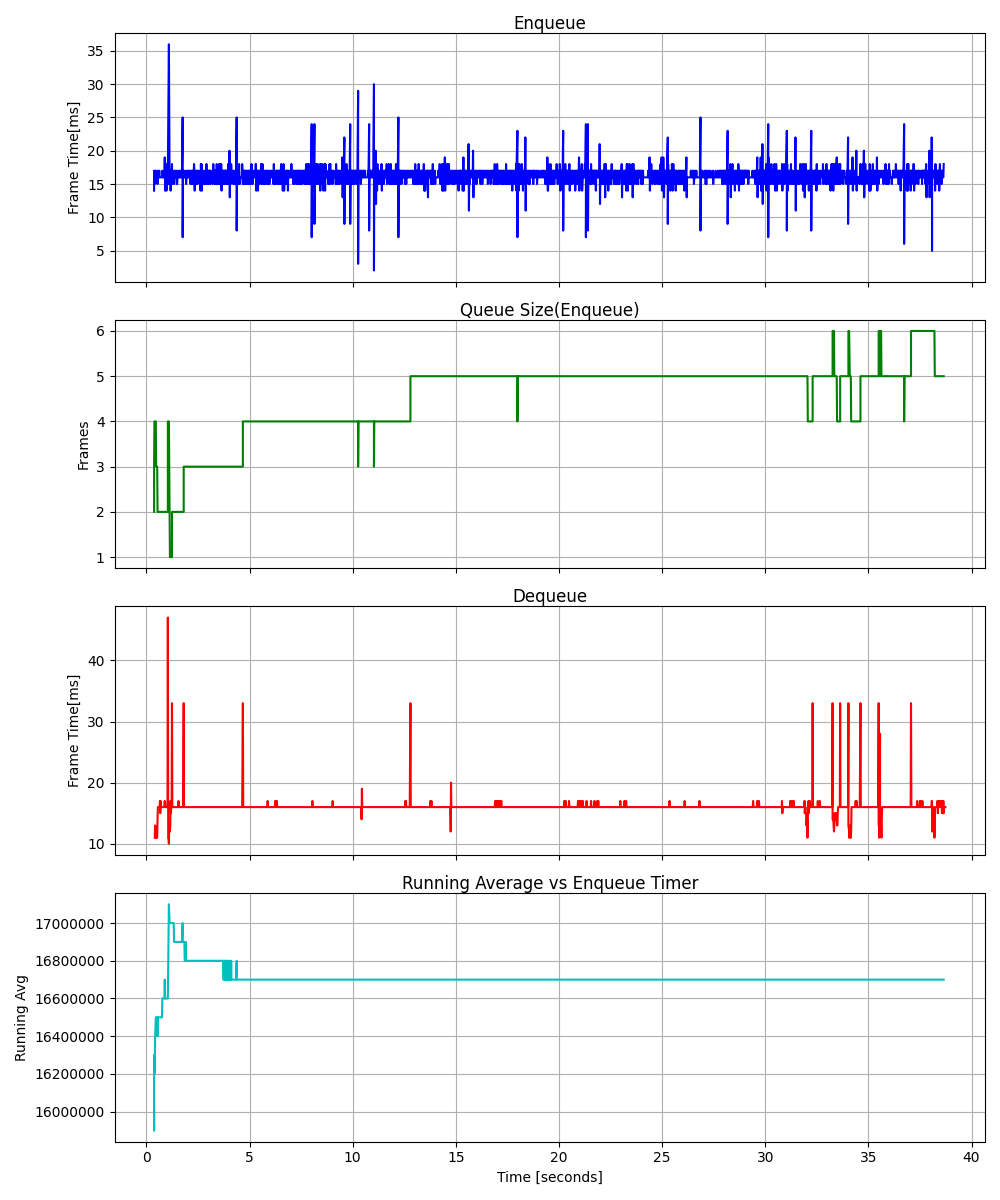 Enqueue
35
30
25
20
15
10
5
Frame Time[ms]
Queue Size(Enqueue)
6
5
4
3
2
1
Frames
Dequeue
40
30
20
10
Frame Time[ms]
Running Average vs Enqueue Timer
17000000
16800000
16600000
16400000
16200000
16000000
Running Avg
0 5 10 15 20 25 30 35 40
Time [seconds]